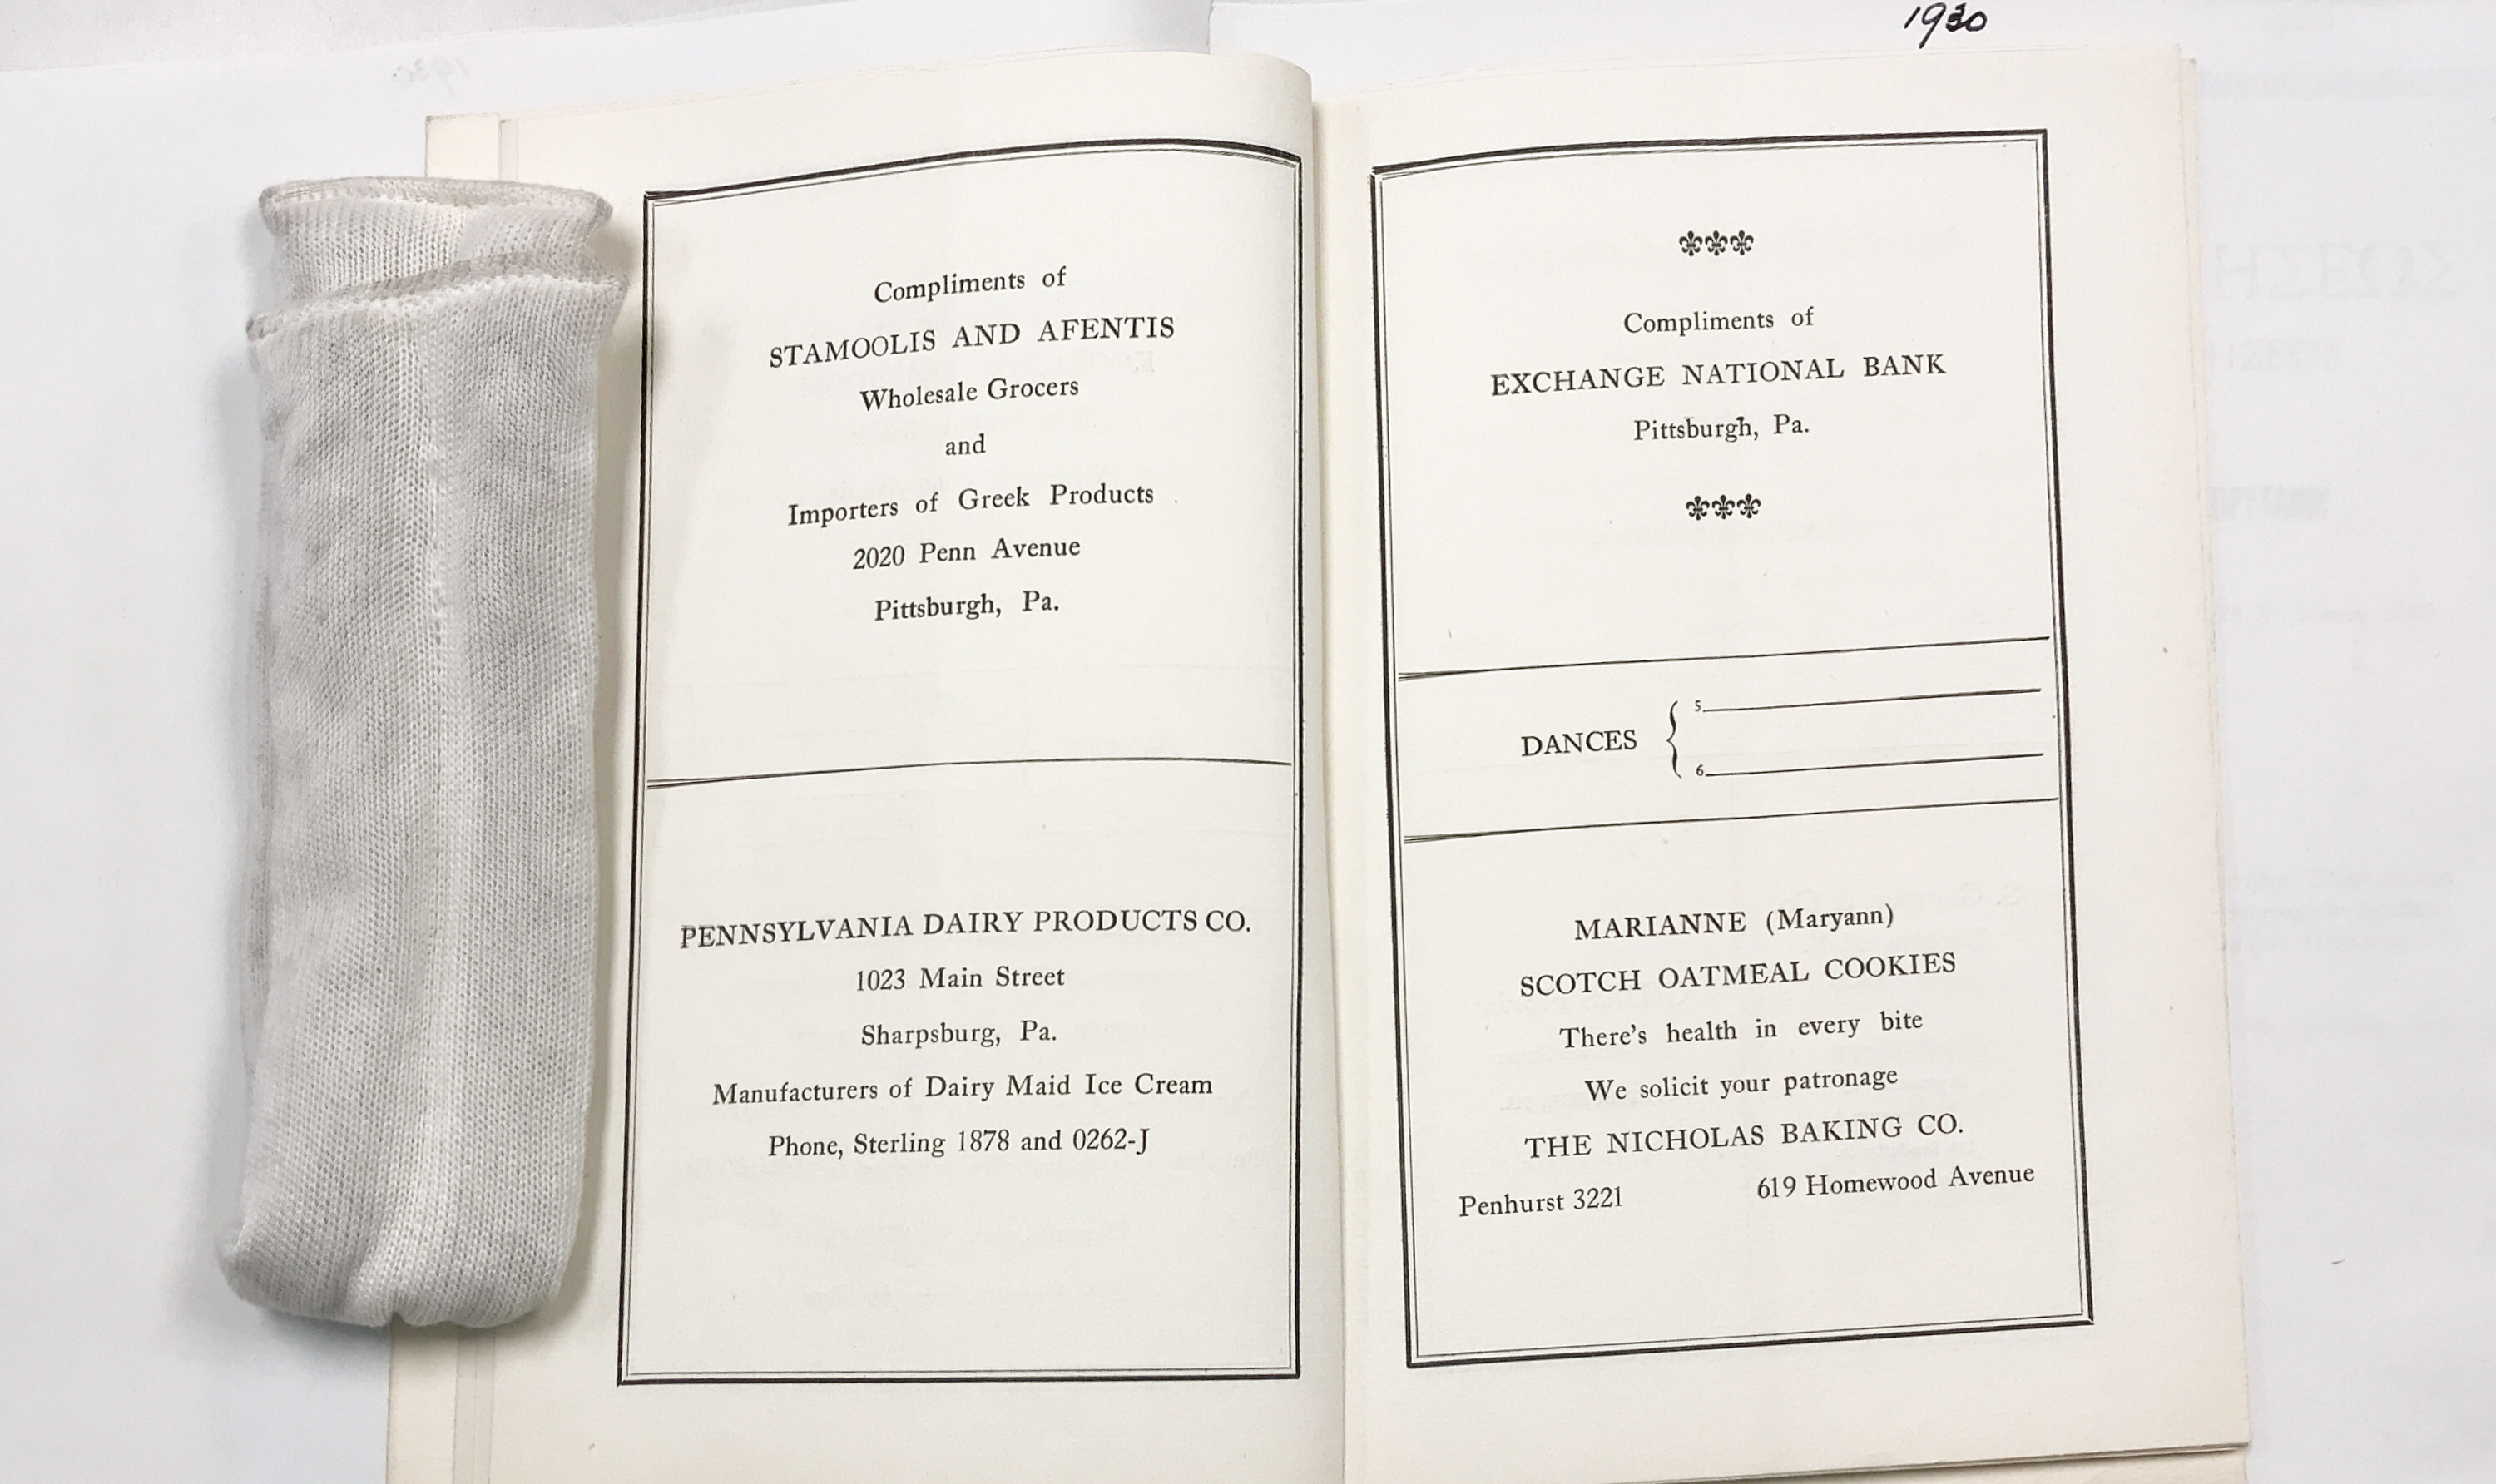 1930
Compliments of
STAMOOLIS AND AFENTIS
Wholesale Grocers
and
Importers of Greek Products
2020 Penn Avenue
Pittsburgh, Pa.
PENNSYLVANIA DAIRY PRODUCTS CO.
1023 Main Street
Sharpsburg, Pa.
Manufacturers of Dairy Maid Ice Cream
Phone, Sterling 1878 and 0262-J
Compliments of
EXCHANGE NATIONAL BANK
Pittsburgh, Pa.
DANCES
5
6
MARIANNE (Maryann)
SCOTCH OATMEAL COOKIES
There's health in every bite
We solicit your patronage
THE NICHOLAS BAKING CO.
Penhurst 3221 619 Homewood Avenue